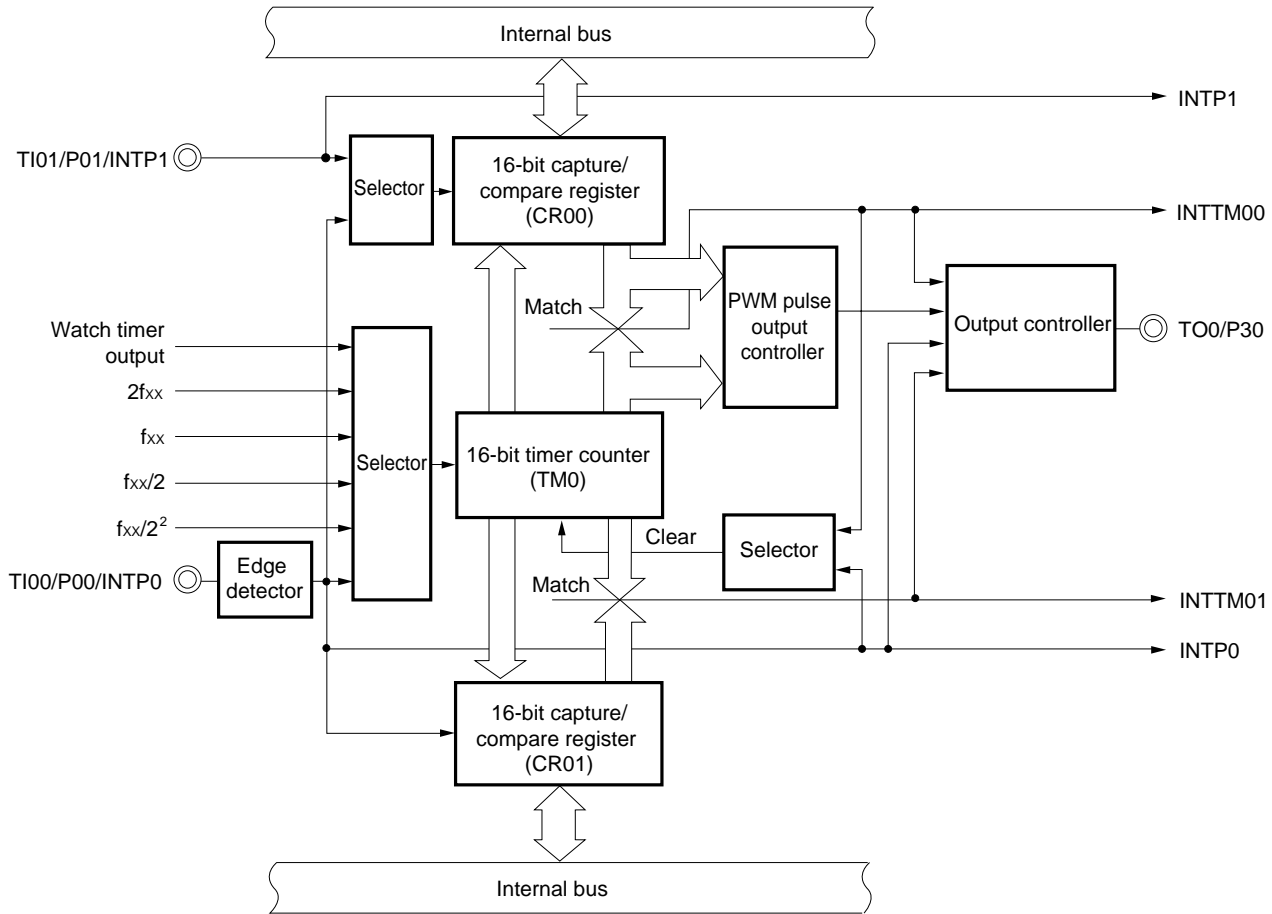 Internal bus
INTP1
TI01/P01/INTP1
Selector
16-bit capture/
compare register
(CR00)
INTTM00
Match
PWM pulse
output
controller
Output controller
TO0/P30
Watch timer
output
2fxx
fxx
fxx/2
fxx/2²
Selector
16-bit timer counter
(TM0)
TI00/P00/INTP0
Edge
detector
Clear
Selector
Match
INTTM01
INTP0
16-bit capture/
compare register
(CR01)
Internal bus